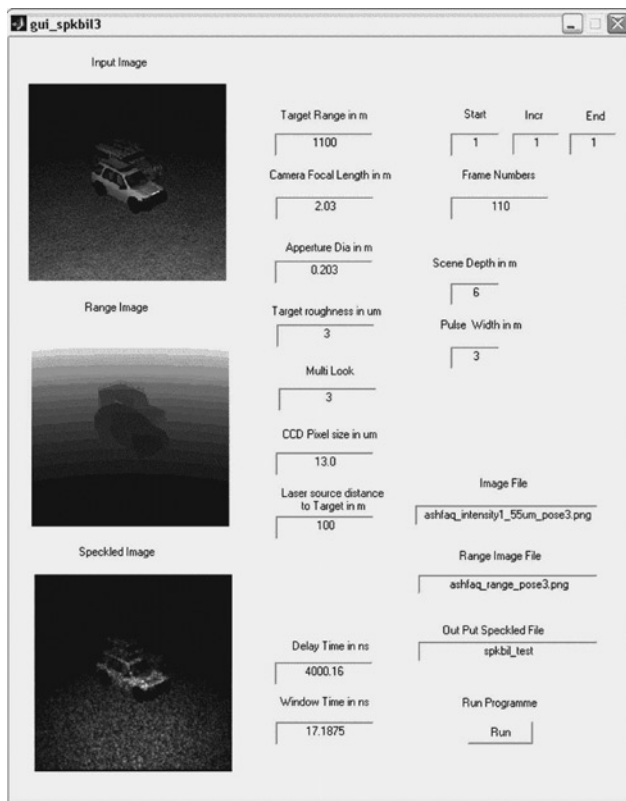 gui_spkbil3
Input Image
Target Range in m
1100
Start
Incr
End
1
1
1
Camera Focal Length in m
2.03
Frame Numbers
110
Apperture Dia in m
0.203
Scene Depth in m
6
Range Image
Target roughness in um
3
Pulse Width in m
3
Multi Look
3
CCD Pixel size in um
13.0
Laser source distance
to Target in m
100
Image File
ashfaq_intensity1_55um_pose3.png
Speckled Image
Range Image File
ashfaq_range_pose3.png
Out Put Speckled File
spkbil_test
Delay Time in ns
4000.16
Window Time in ns
17.1875
Run Programme
Run